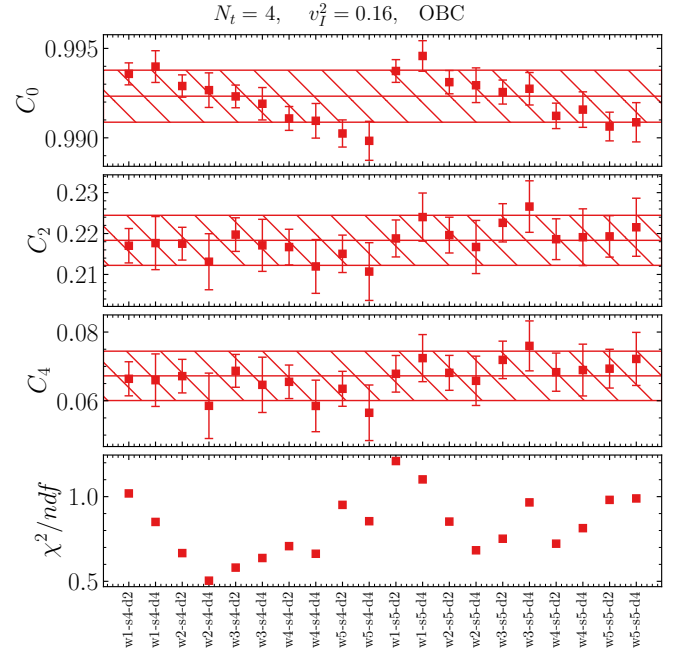 N_t = 4,   v_I^2 = 0.16,   OBC
C_0
0.995
0.990
C_2
0.23
0.22
0.21
C_4
0.08
0.06
χ^2/ndf
1.0
0.5
w1-s4-d2
w1-s4-d4
w2-s4-d2
w2-s4-d4
w3-s4-d2
w3-s4-d4
w4-s4-d2
w4-s4-d4
w5-s4-d2
w5-s4-d4
w1-s5-d2
w1-s5-d4
w2-s5-d2
w2-s5-d4
w3-s5-d2
w3-s5-d4
w4-s5-d2
w4-s5-d4
w5-s5-d2
w5-s5-d4